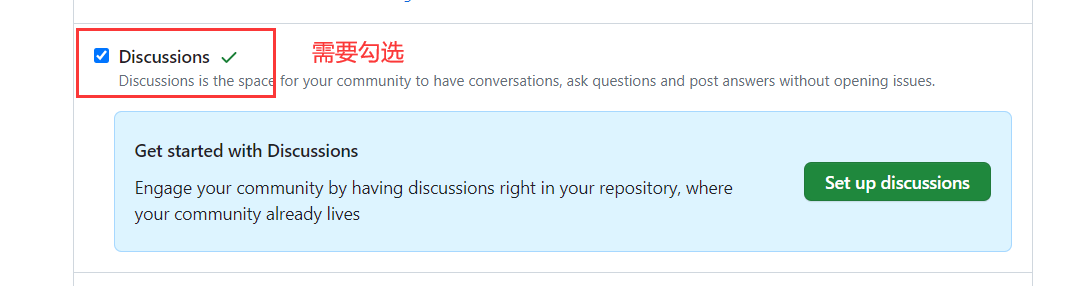 Discussions
需要勾选
Discussions is the space for your community to have conversations, ask questions and post answers without opening issues.
Get started with Discussions
Engage your community by having discussions right in your repository, where
your community already lives
Set up discussions